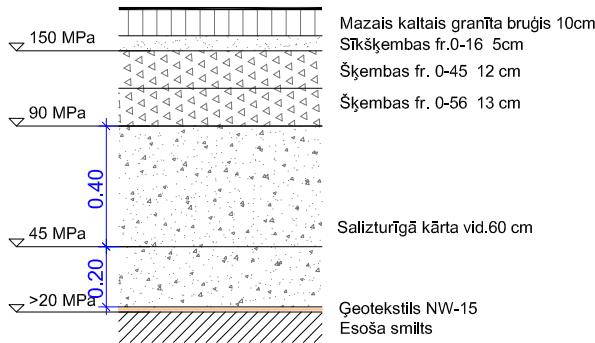 Mazais kaltais granīta bruģis 10cm
150 MPa
Sīkšķembas fr.0-16 5cm
Šķembas fr. 0-45 12 cm
Šķembas fr. 0-56 13 cm
90 MPa
0.40
Salizturīgā kārta vid.60 cm
45 MPa
0.20
>20 MPa
Ģeotekstils NW-15
Esoša smilts